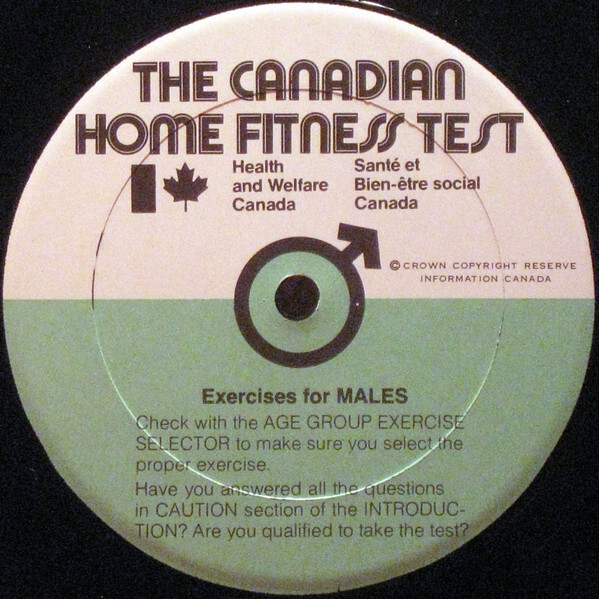 THE CANADIAN
HOME FITNESS TEST
Health
and Welfare
Canada
Santé et
Bien-être social
Canada
© CROWN COPYRIGHT RESERVE
INFORMATION CANADA
Exercises for MALES
Check with the AGE GROUP EXERCISE
SELECTOR to make sure you select the
proper exercise.
Have you answered all the questions
in CAUTION section of the INTRODUC-
TION? Are you qualified to take the test?